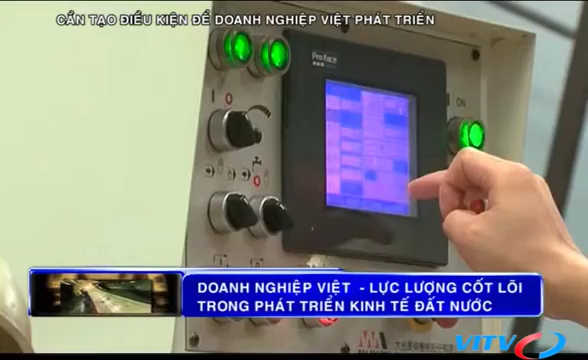 CẦN TẠO ĐIỀU KIỆN ĐỂ DOANH NGHIỆP VIỆT PHÁT TRIỂN
Pro-face
ON
DOANH NGHIỆP VIỆT - LỰC LƯỢNG CỐT LÕI
TRONG PHÁT TRIỂN KINH TẾ ĐẤT NƯỚC
VITV